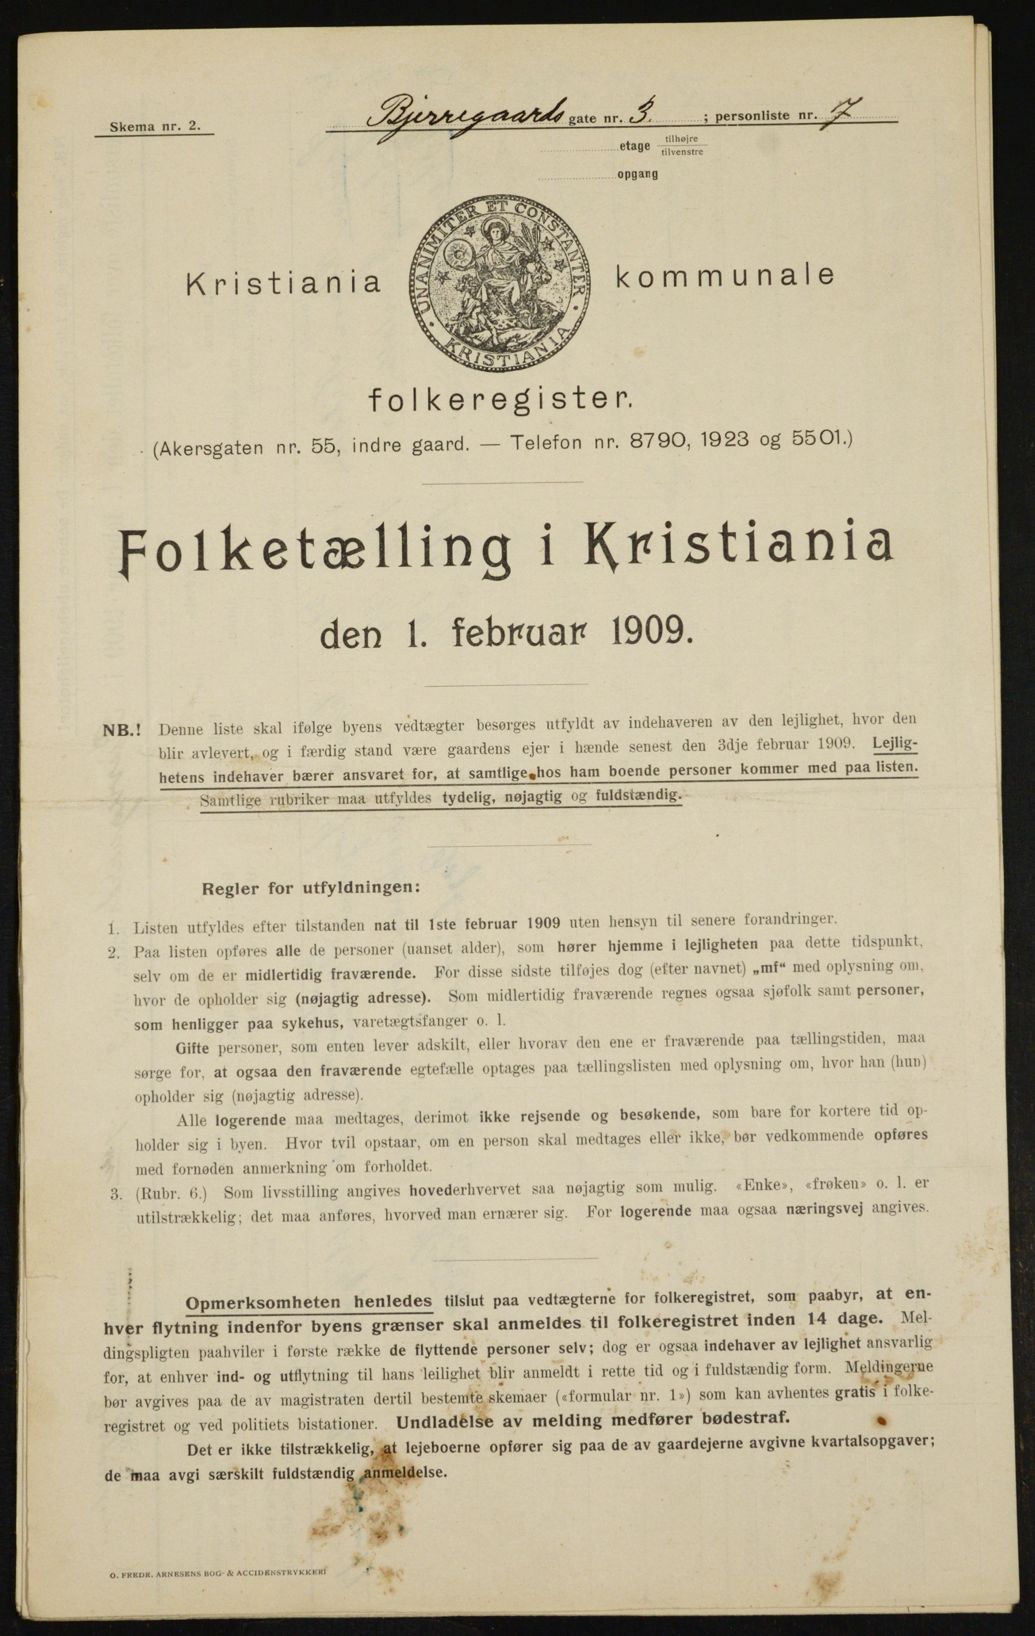 Skema nr. 2.
Bjerregaards gate nr. 3 ; personliste nr. 7
etage tilhøjre
tilvenstre
opgang
UNANIMITER ET CONSTANTER
KRISTIANIA
Kristiania kommunale
folkeregister.
(Akersgaten nr. 55, indre gaard. — Telefon nr. 8790, 1923 og 5501.)
Folketælling i Kristiania
den 1. februar 1909.
NB.! Denne liste skal ifølge byens vedtægter besørges utfyldt av indehaveren av den lejlighet, hvor den
blir avlevert, og i færdig stand være gaardens ejer i hænde senest den 3dje februar 1909. Lejlig-
hetens indehaver bærer ansvaret for, at samtlige hos ham boende personer kommer med paa listen.
Samtlige rubriker maa utfyldes tydelig, nøjagtig og fuldstændig.
Regler for utfyldningen:
1. Listen utfyldes efter tilstanden nat til 1ste februar 1909 uten hensyn til senere forandringer.
2. Paa listen opføres alle de personer (uanset alder), som hører hjemme i lejligheten paa dette tidspunkt,
selv om de er midlertidig fraværende. For disse sidste tilføjes dog (efter navnet) „mf“ med oplysning om,
hvor de opholder sig (nøjagtig adresse). Som midlertidig fraværende regnes ogsaa sjøfolk samt personer,
som henligger paa sykehus, varetægtsfanger o. l.
Gifte personer, som enten lever adskilt, eller hvorav den ene er fraværende paa tællingstiden, maa
sørge for, at ogsaa den fraværende egtefælle optages paa tællingslisten med oplysning om, hvor han (hun)
opholder sig (nøjagtig adresse).
Alle logerende maa medtages, derimot ikke rejsende og besøkende, som bare for kortere tid op-
holder sig i byen. Hvor tvil opstaar, om en person skal medtages eller ikke, bør vedkommende opføres
med fornøden anmerkning om forholdet.
3. (Rubr. 6.) Som livsstilling angives hovederhvervet saa nøjagtig som mulig. «Enke», «frøken» o. l. er
utilstrækkelig; det maa anføres, hvorved man ernærer sig. For logerende maa ogsaa næringsvej angives.
Opmerksomheten henledes tilslut paa vedtægterne for folkeregistret, som paabyr, at en-
hver flytning indenfor byens grænser skal anmeldes til folkeregistret inden 14 dage. Mel-
dingspligten paahviler i første række de flyttende personer selv; dog er ogsaa indehaver av lejlighet ansvarlig
for, at enhver ind- og utflytning til hans leilighet blir anmeldt i rette tid og i fuldstændig form. Meldingerne
bør avgives paa de av magistraten dertil bestemte skemaer («formular nr. 1») som kan avhentes gratis i folke-
registret og ved politiets bistationer. Undladelse av melding medfører bødestraf.
Det er ikke tilstrækkelig, at lejeboerne opfører sig paa de av gaardejerne avgivne kvartalsopgaver;
de maa avgi særskilt fuldstændig anmeldelse.
O. FREDR. ARNESENS BOG- & ACCIDENSTRYKKERI